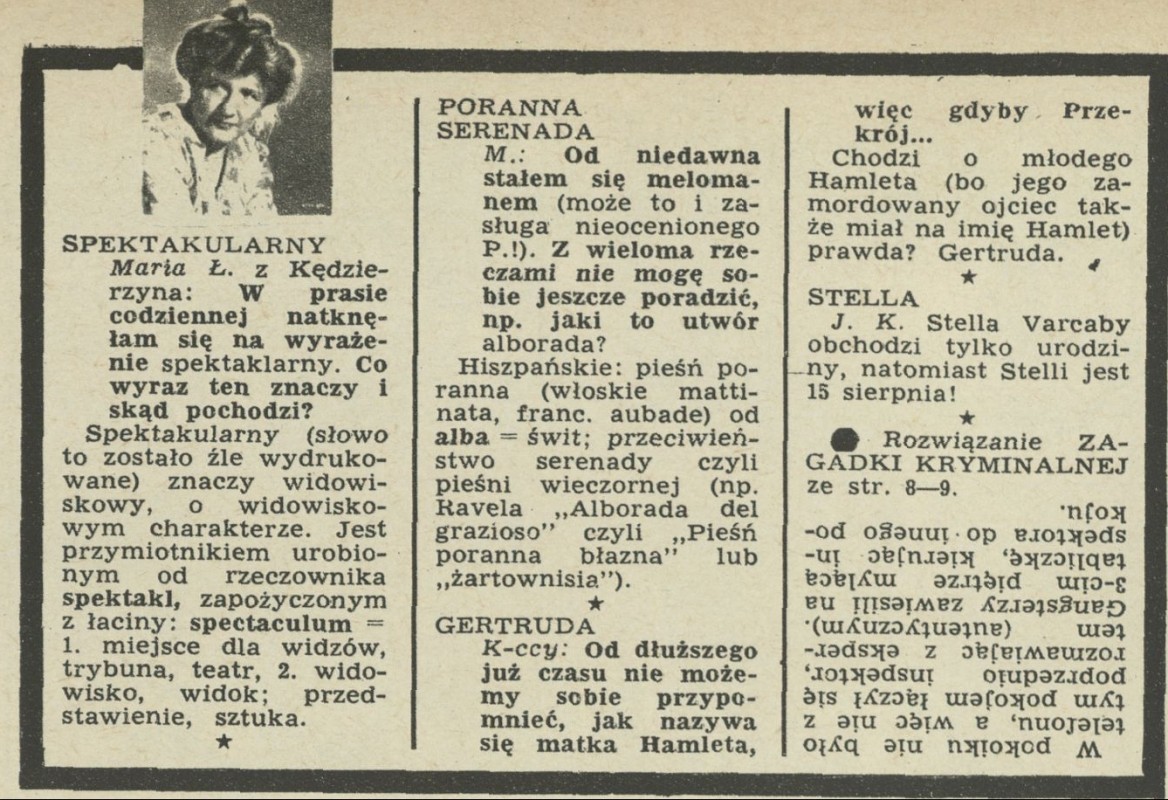 SPEKTAKULARNY
Maria Ł. z Kędzie-
rzyna: W prasie
codziennej natknę-
łam się na wyraże-
nie spektaklarny. Co
wyraz ten znaczy i
skąd pochodzi?
Spektakularny (słowo
to zostało źle wydruko-
wane) znaczy widowi-
skowy, o widowisko-
wym charakterze. Jest
przymiotnikiem urobio-
nym od rzeczownika
spektakl, zapożyczonym
z łaciny: spectaculum =
1. miejsce dla widzów,
trybuna, teatr, 2. wido-
wisko, widok; przed-
stawienie, sztuka.
★
PORANNA
SERENADA
M.: Od niedawna
stałem się meloma-
nem (może to i za-
sługa nieocenionego
P.!). Z wieloma rze-
czami nie mogę so-
bie jeszcze poradzić,
np. jaki to utwór
alborada?
Hiszpańskie: pieśń po-
ranna (włoskie matti-
nata, franc. aubade) od
alba = świt; przeciwień-
stwo serenady czyli
pieśni wieczornej (np.
Ravela „Alborada del
grazioso” czyli „Pieśń
poranna błazna” lub
„żartownisia”).
★
GERTRUDA
K-ccy: Od dłuższego
już czasu nie może-
my sobie przypo-
mnieć, jak nazywa
się matka Hamleta,
więc gdyby Prze-
krój...
Chodzi o młodego
Hamleta (bo jego za-
mordowany ojciec tak-
że miał na imię Hamlet)
prawda? Gertruda.
★
STELLA
J. K. Stella Varcaby
obchodzi tylko urodzi-
ny, natomiast Stelli jest
15 sierpnia!
★
● Rozwiązanie ZA-
GADKI KRYMINALNEJ
ze str. 8—9.
W pokoiku nie było
telefonu, a więc nie z
tym pokojem łączył się
poprzednio inspektor,
rozmawiając z eksper-
tem (autentycznym).
Gangsterzy zawiesili na
3-cim piętrze mylącą
tabliczkę, kierując in-
spektora do innego po-
koju.